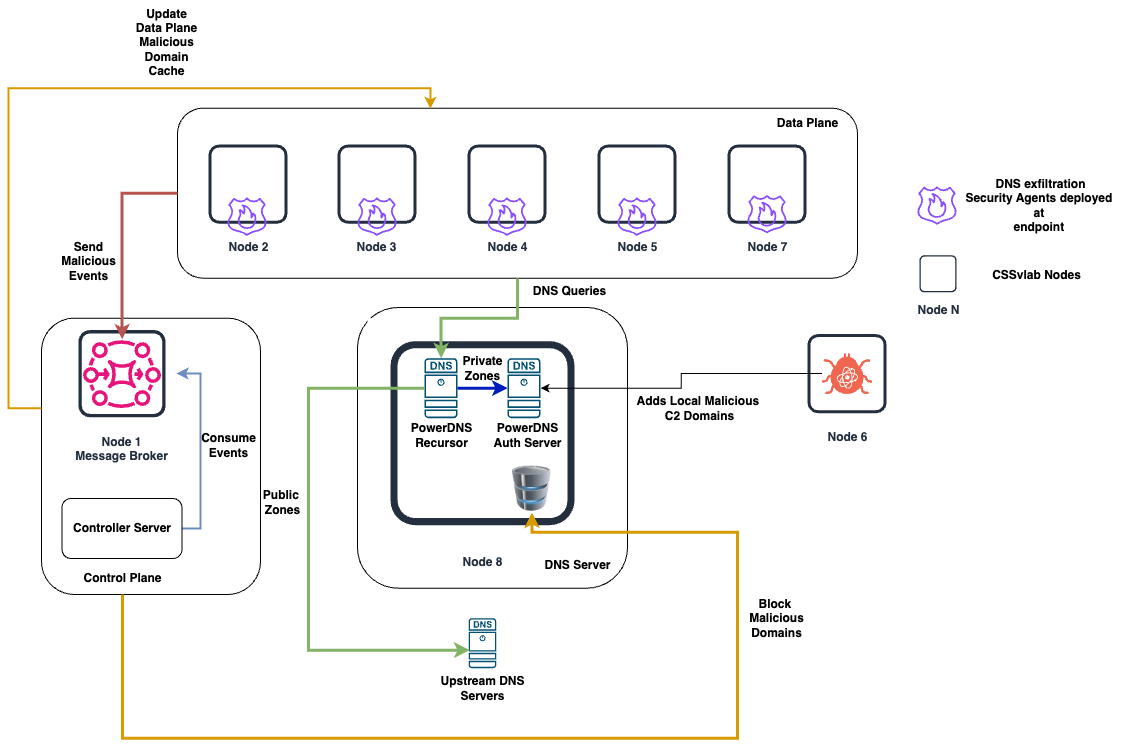 Update
Data Plane
Malicious
Domain
Cache
Data Plane
Node 2
Node 3
Node 4
Node 5
Node 7
DNS exfiltration
Security Agents deployed
at
endpoint
CSSvlab Nodes
Node N
Send
Malicious
Events
DNS Queries
DNS
DNS
Private
Zones
PowerDNS
Recursor
PowerDNS
Auth Server
Adds Local Malicious
C2 Domains
Node 6
Node 1
Message Broker
Consume
Events
Public
Zones
Controller Server
Control Plane
Node 8
DNS Server
Block
Malicious
Domains
DNS
Upstream DNS
Servers